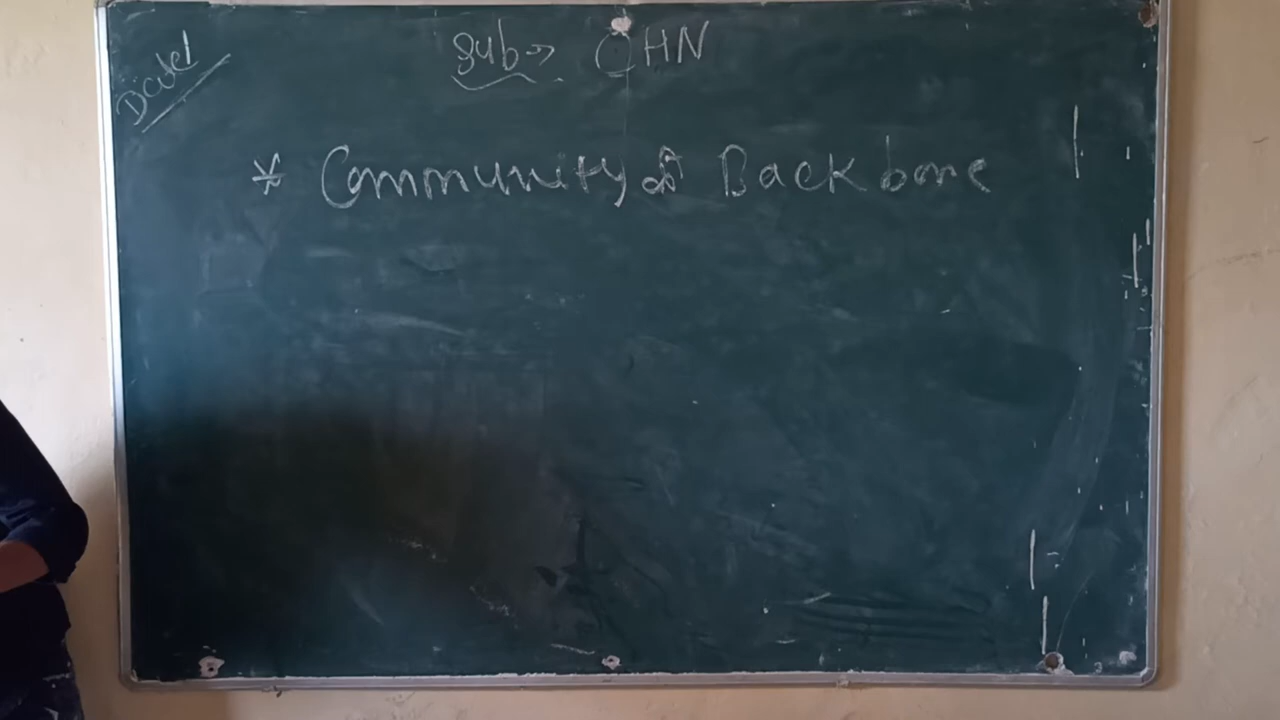 Date
Sub→ CHN
* Community की Backbone